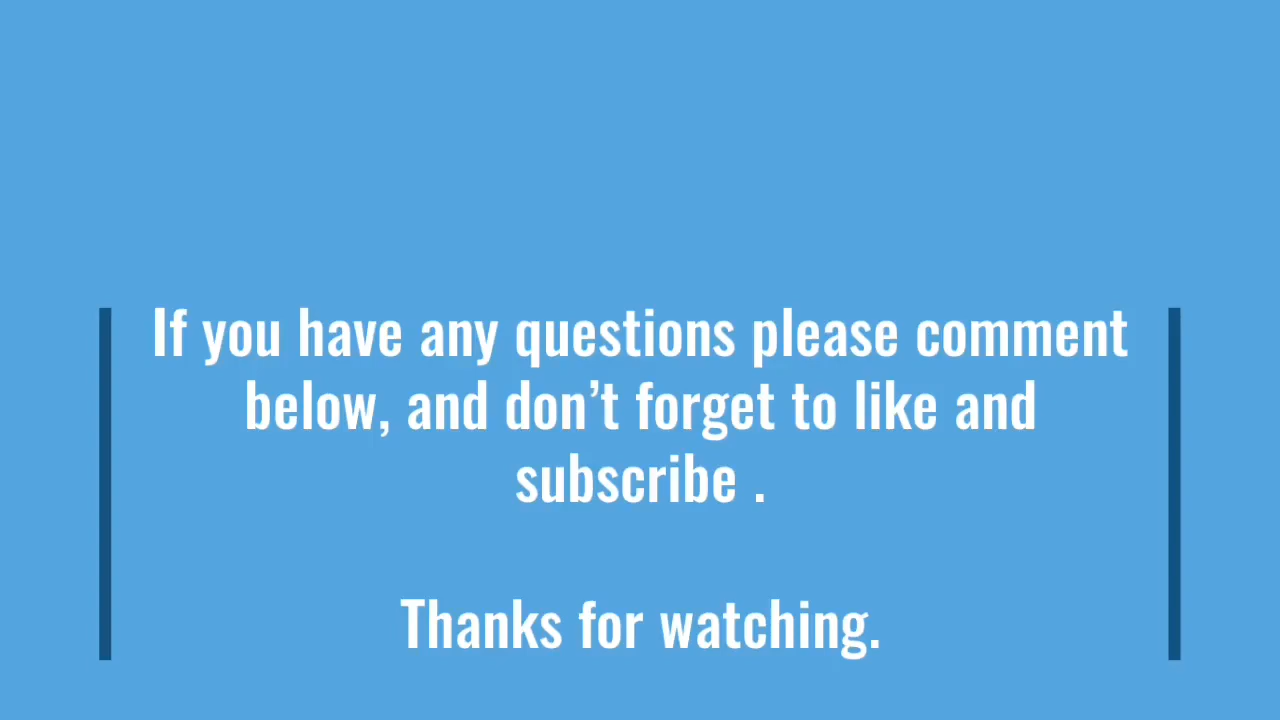 If you have any questions please comment
below, and don’t forget to like and
subscribe .
Thanks for watching.